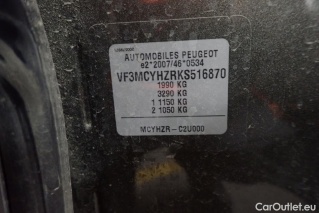 AUTOMOBILES PEUGEOT
e2*2007/46*0534
VF3MCYHZRKS516870
1990 KG
3290 KG
1 1150 KG
2 1050 KG
MCYHZR - C2U000
CarOutlet.eu